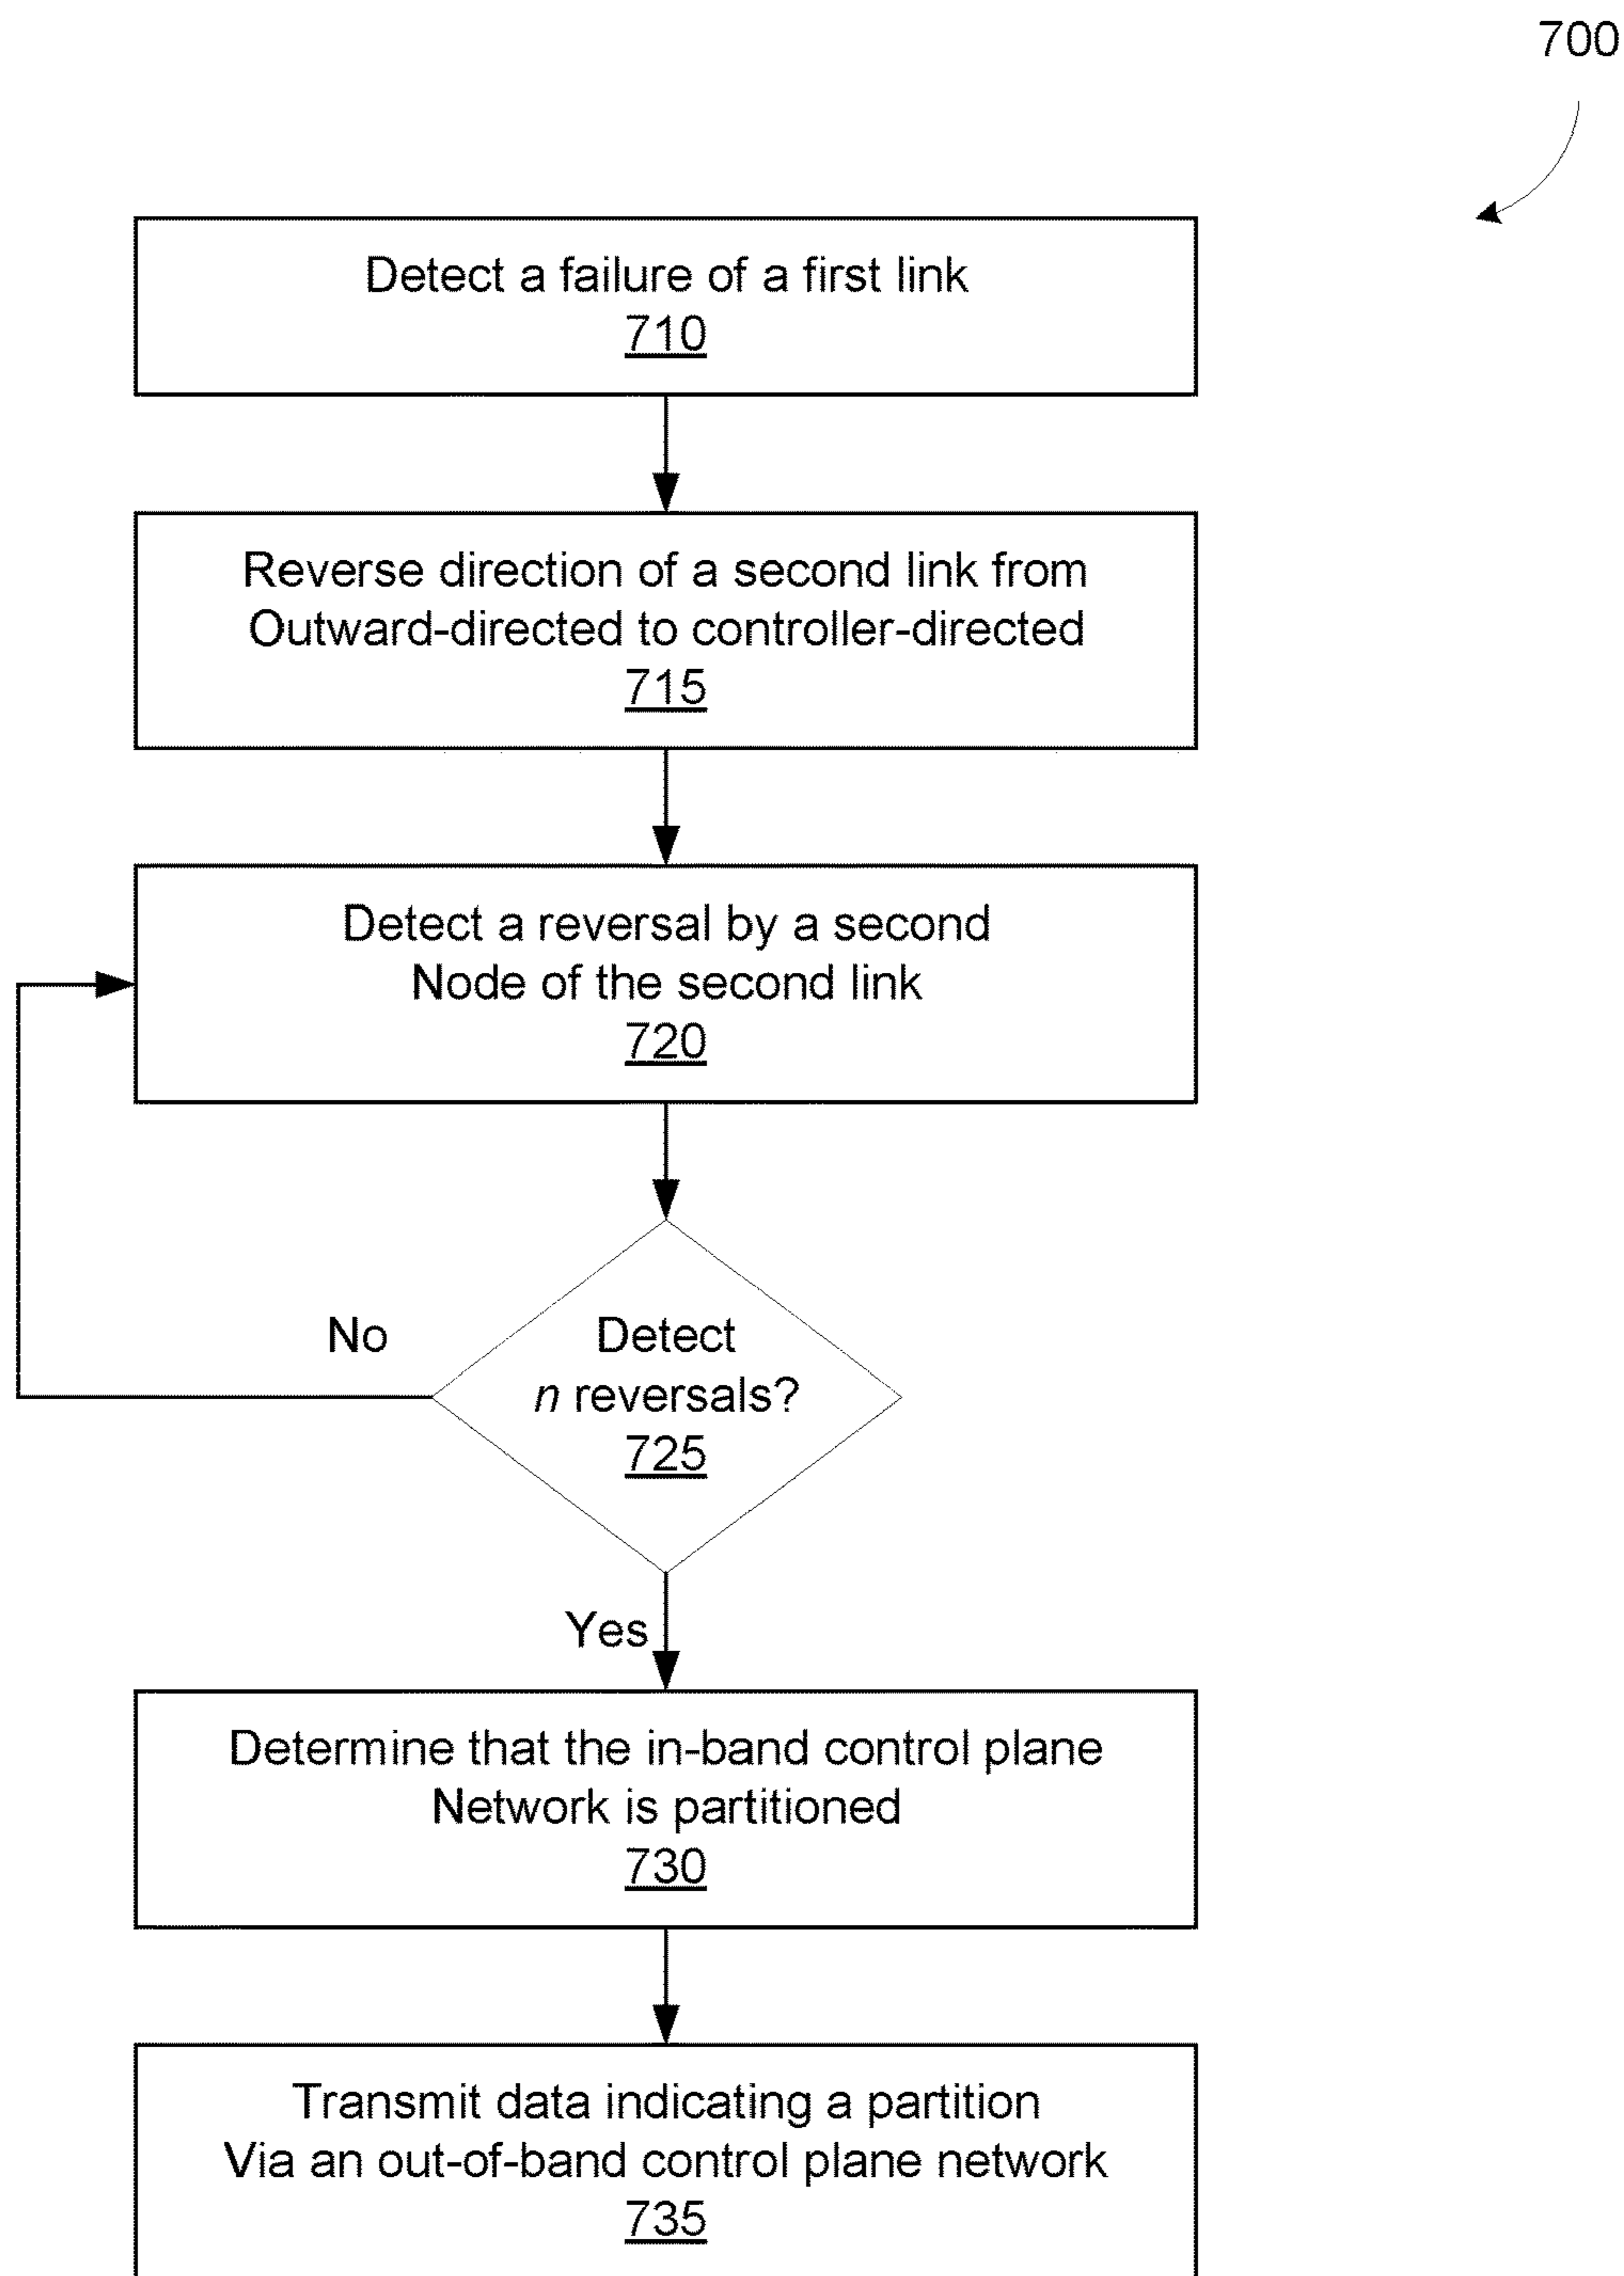 700
Detect a failure of a first link
710
Reverse direction of a second link from
Outward-directed to controller-directed
715
Detect a reversal by a second
Node of the second link
720
No
Detect
n reversals?
725
Yes
Determine that the in-band control plane
Network is partitioned
730
Transmit data indicating a partition
Via an out-of-band control plane network
735